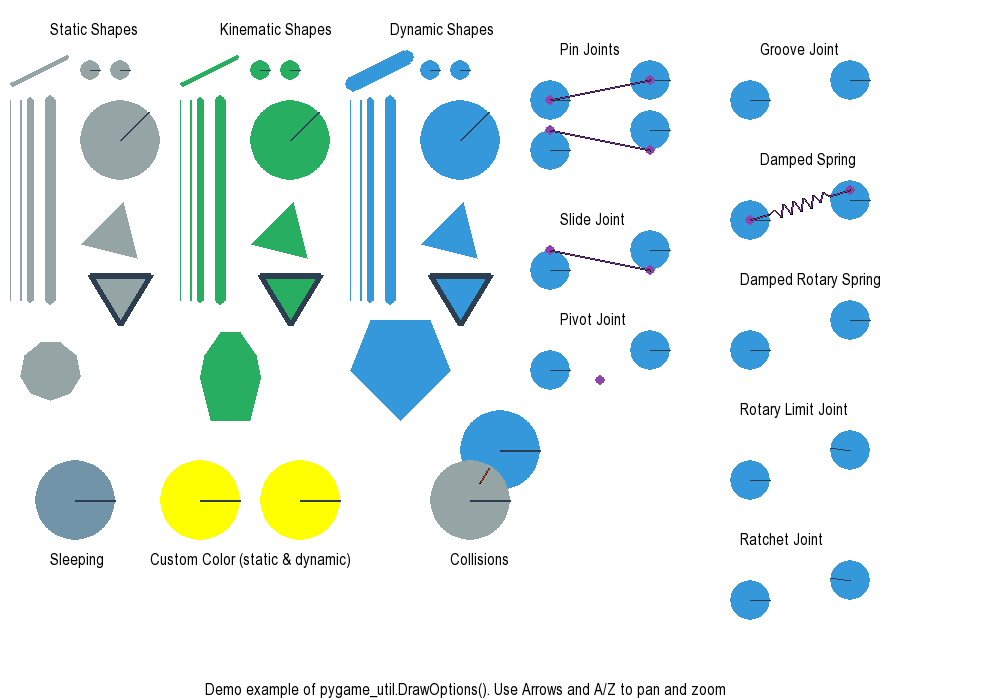 Static Shapes
Kinematic Shapes
Dynamic Shapes
Pin Joints
Groove Joint
Damped Spring
Slide Joint
Damped Rotary Spring
Pivot Joint
Rotary Limit Joint
Ratchet Joint
Sleeping
Custom Color (static & dynamic)
Collisions
Demo example of pygame_util.DrawOptions(). Use Arrows and A/Z to pan and zoom